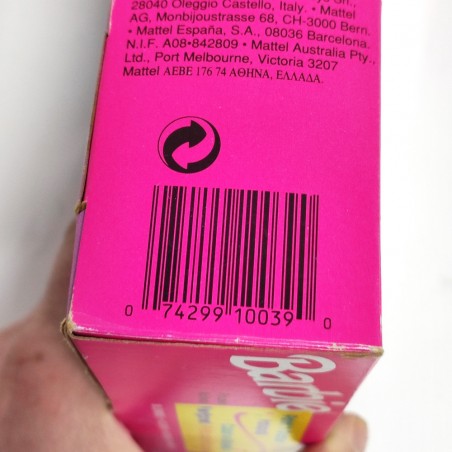 28040 Oleggio Castello, Italy. • Mattel
AG, Monbijoustrasse 68, CH-3000 Bern.
• Mattel España, S.A., 08036 Barcelona.
N.I.F. A08-842809 • Mattel Australia Pty.,
Ltd., Port Melbourne, Victoria 3207
Mattel ΑΕΒΕ 176 74 ΑΘΗΝΑ, ΕΛΛΑΔΑ.
0 74299 10039 0
Barbie